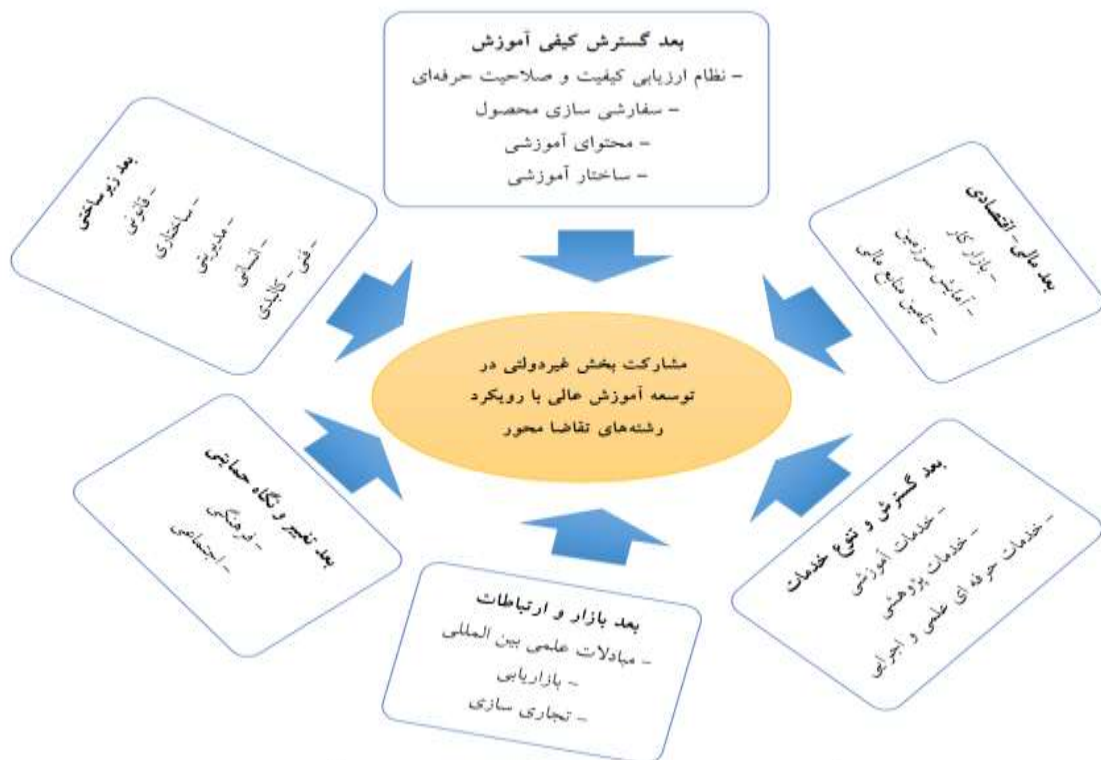 بعد گسترش کیفی آموزش
- نظام ارزیابی کیفیت و صلاحیت حرفه‌ای
- سفارشی سازی محصول
- محتوای آموزشی
- ساختار آموزشی
بعد مالی- اقتصادی
- بازار کار
- آمایش سرزمین
- تامین منابع مالی
بعد گسترش و تنوع خدمات
- خدمات آموزشی
- خدمات پژوهشی
- خدمات حرفه ای علمی و اجرایی
بعد بازار و ارتباطات
- مبادلات علمی بین المللی
- بازاریابی
- تجاری سازی
بعد تغییر و نگاه حمایتی
- فرهنگی
- اجتماعی
بعد زیرساختی
- قانونی
- ساختاری
- مدیریتی
- انسانی
- فنی - کالبدی
مشارکت بخش غیردولتی در
توسعه آموزش عالی با رویکرد
رشته‌های تقاضا محور